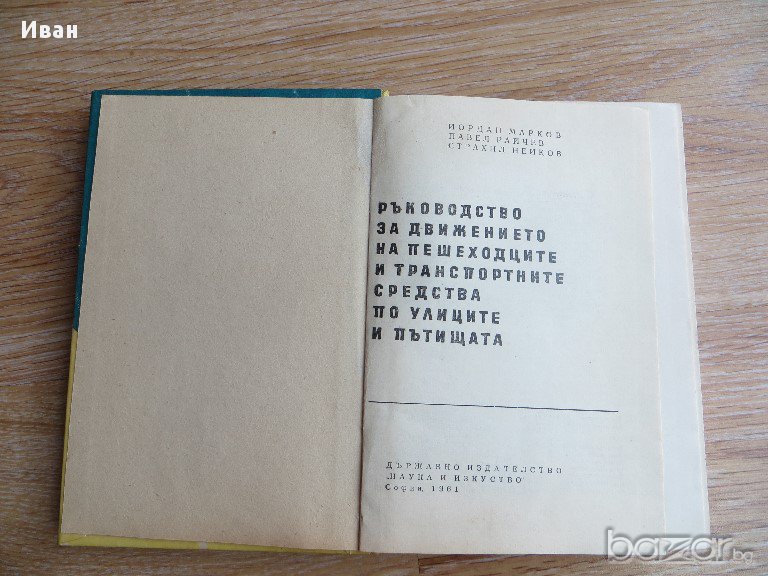 Иван
ЙОРДАН МАРКОВ
ПАВЕЛ РАЙЧЕВ
СТРАХИЛ НЕЙКОВ
РЪКОВОДСТВО
ЗА ДВИЖЕНИЕТО
НА ПЕШЕХОДЦИТЕ
И ТРАНСПОРТНИТЕ
СРЕДСТВА
ПО УЛИЦИТЕ
И ПЪТИЩАТА
ДЪРЖАВНО ИЗДАТЕЛСТВО
„НАУКА И ИЗКУСТВО“
София, 1961
bazar.bg